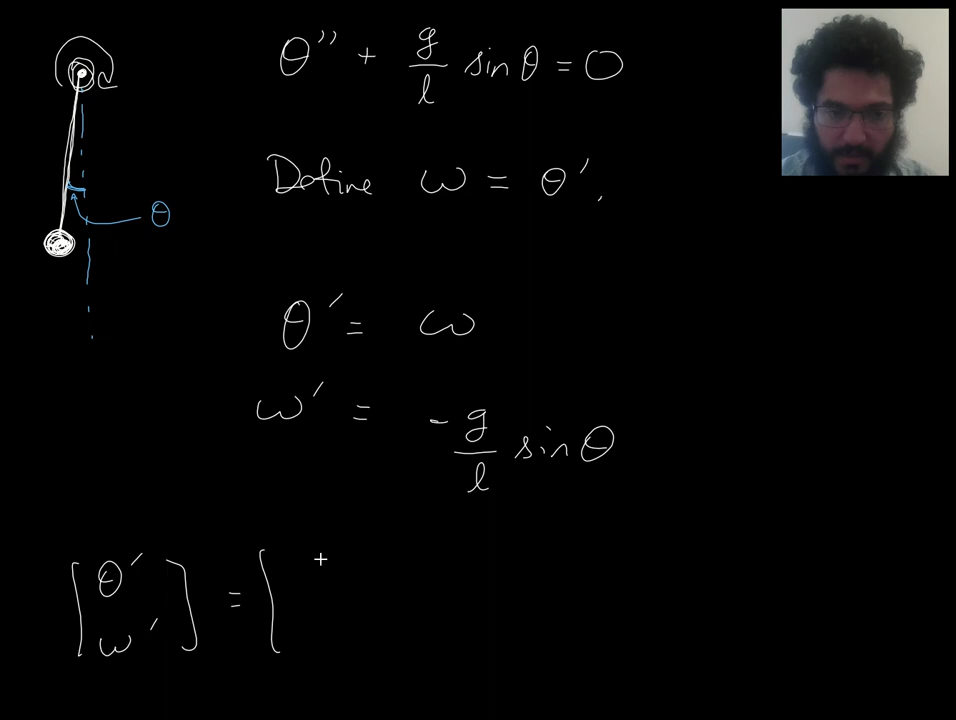 θ'' + g/l sin θ = 0
Define ω = θ'.
θ
θ' = ω
ω' = - g/l sin θ
[θ' ω'] = [